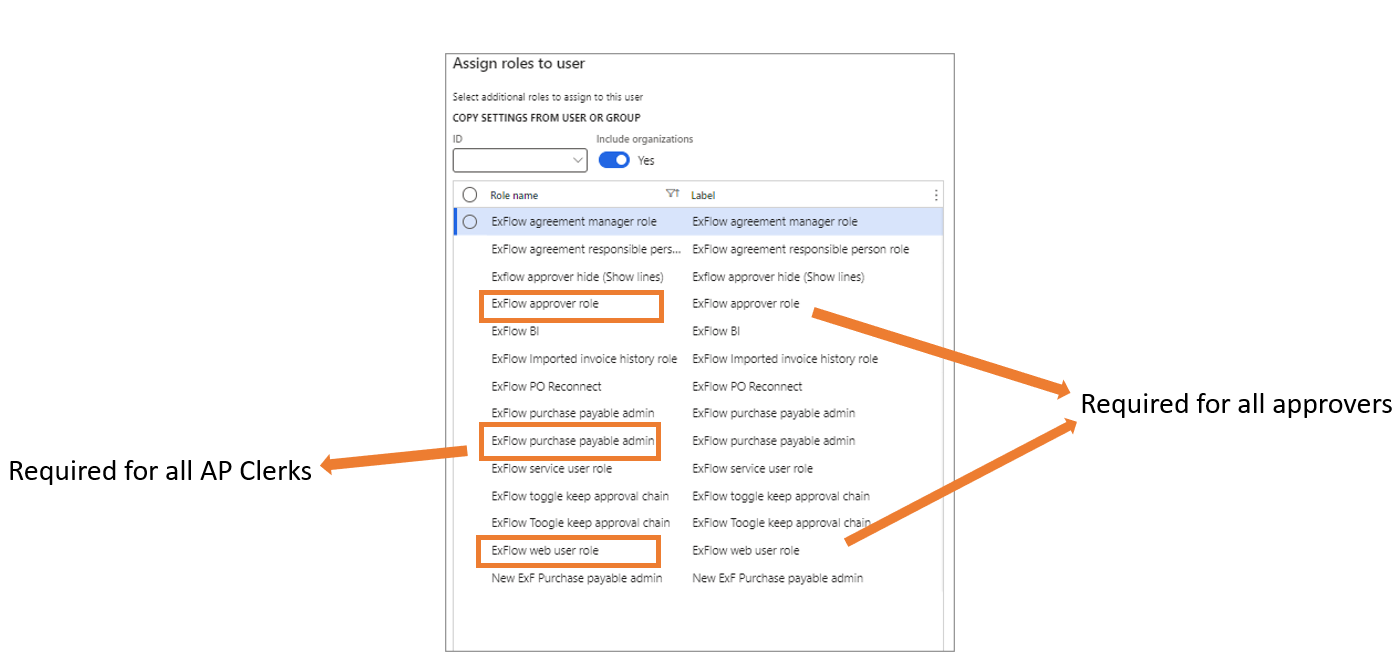 Assign roles to user
Select additional roles to assign to this user
COPY SETTINGS FROM USER OR GROUP
ID Include organizations
Yes
Role name Label
ExFlow agreement manager role ExFlow agreement manager role
ExFlow agreement responsible pers... ExFlow agreement responsible person role
Exflow approver hide (Show lines) Exflow approver hide (Show lines)
ExFlow approver role ExFlow approver role
ExFlow BI ExFlow BI
ExFlow Imported invoice history role ExFlow Imported invoice history role
ExFlow PO Reconnect ExFlow PO Reconnect
Required for all approvers
ExFlow purchase payable admin ExFlow purchase payable admin
ExFlow purchase payable admin ExFlow purchase payable admin
Required for all AP Clerks
ExFlow service user role ExFlow service user role
ExFlow toggle keep approval chain ExFlow toggle keep approval chain
ExFlow Toogle keep approval chain ExFlow Toogle keep approval chain
ExFlow web user role ExFlow web user role
New ExF Purchase payable admin New ExF Purchase payable admin